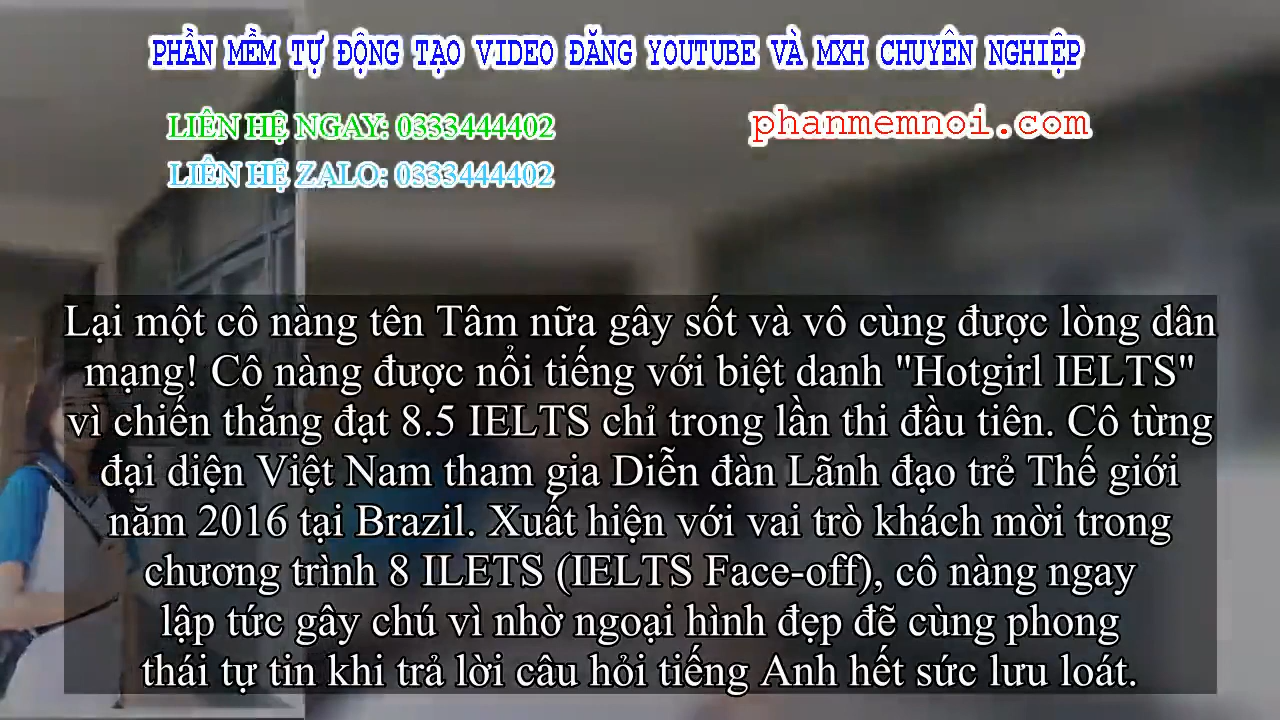 PHẦN MỀM TỰ ĐỘNG TẠO VIDEO ĐĂNG YOUTUBE VÀ MXH CHUYÊN NGHIỆP
LIÊN HỆ NGAY: 0333444402
phanmemnoi.com
LIÊN HỆ ZALO: 0333444402
Lại một cô nàng tên Tâm nữa gây sốt và vô cùng được lòng dân
mạng! Cô nàng được nổi tiếng với biệt danh "Hotgirl IELTS"
vì chiến thắng đạt 8.5 IELTS chỉ trong lần thi đầu tiên. Cô từng
đại diện Việt Nam tham gia Diễn đàn Lãnh đạo trẻ Thế giới
năm 2016 tại Brazil. Xuất hiện với vai trò khách mời trong
chương trình 8 ILETS (IELTS Face-off), cô nàng ngay
lập tức gây chú vì nhờ ngoại hình đẹp đẽ cùng phong
thái tự tin khi trả lời câu hỏi tiếng Anh hết sức lưu loát.